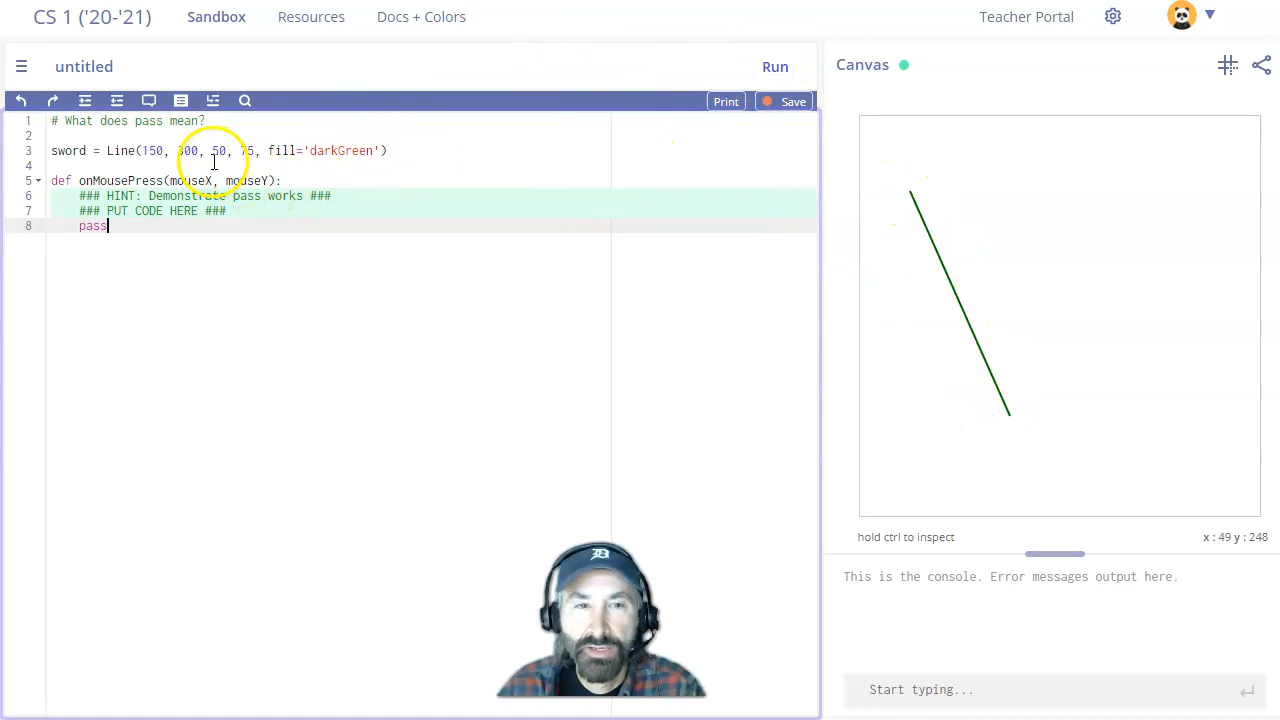 CS 1 ('20-'21) Sandbox Resources Docs + Colors Teacher Portal
untitled Run
Print Save
1 # What does pass mean?
2
3 sword = Line(150, 300, 50, 75, fill='darkGreen')
4
5 def onMousePress(mouseX, mouseY):
6 ### HINT: Demonstrate pass works ###
7 ### PUT CODE HERE ###
8 pass
Canvas
hold ctrl to inspect x : 49 y : 248
This is the console. Error messages output here.
Start typing...
D